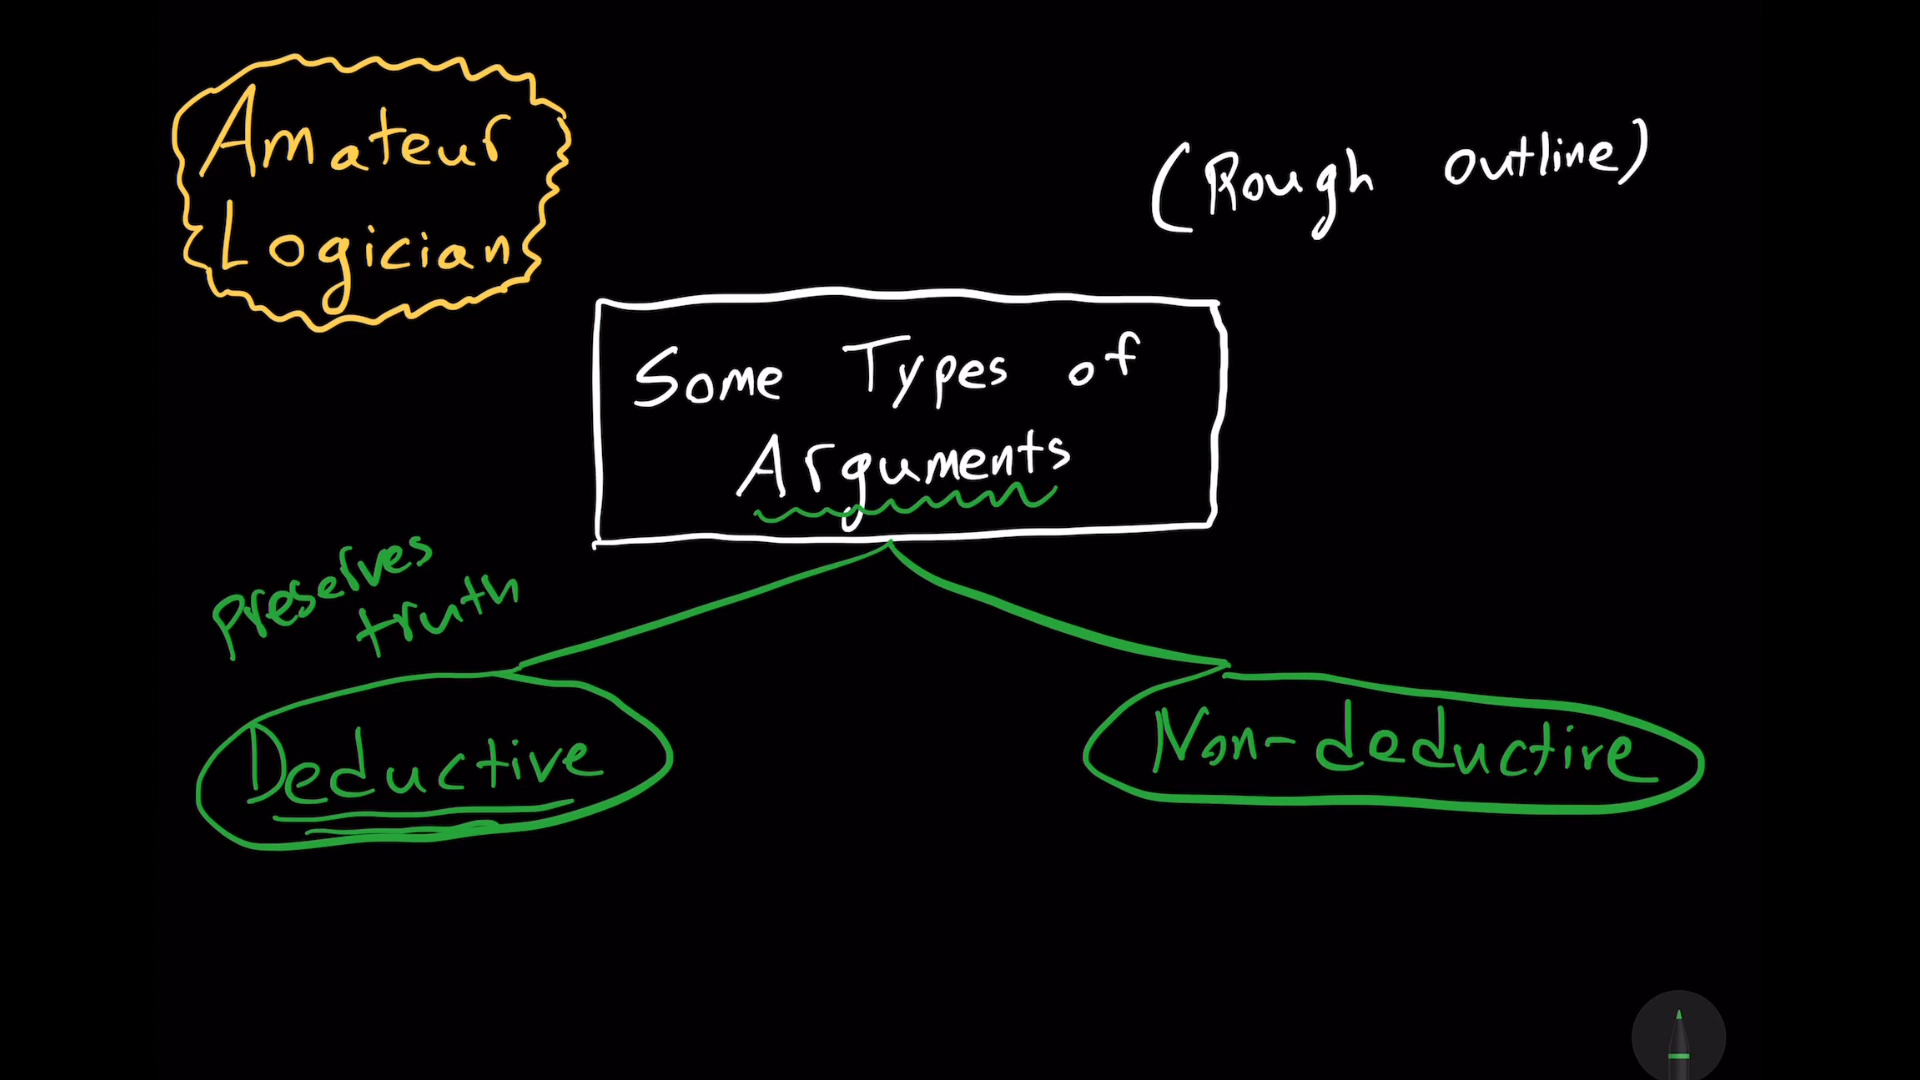 Amateur
Logician
(Rough outline)
Some Types of
Arguments
preserves
truth
Deductive
Non-deductive